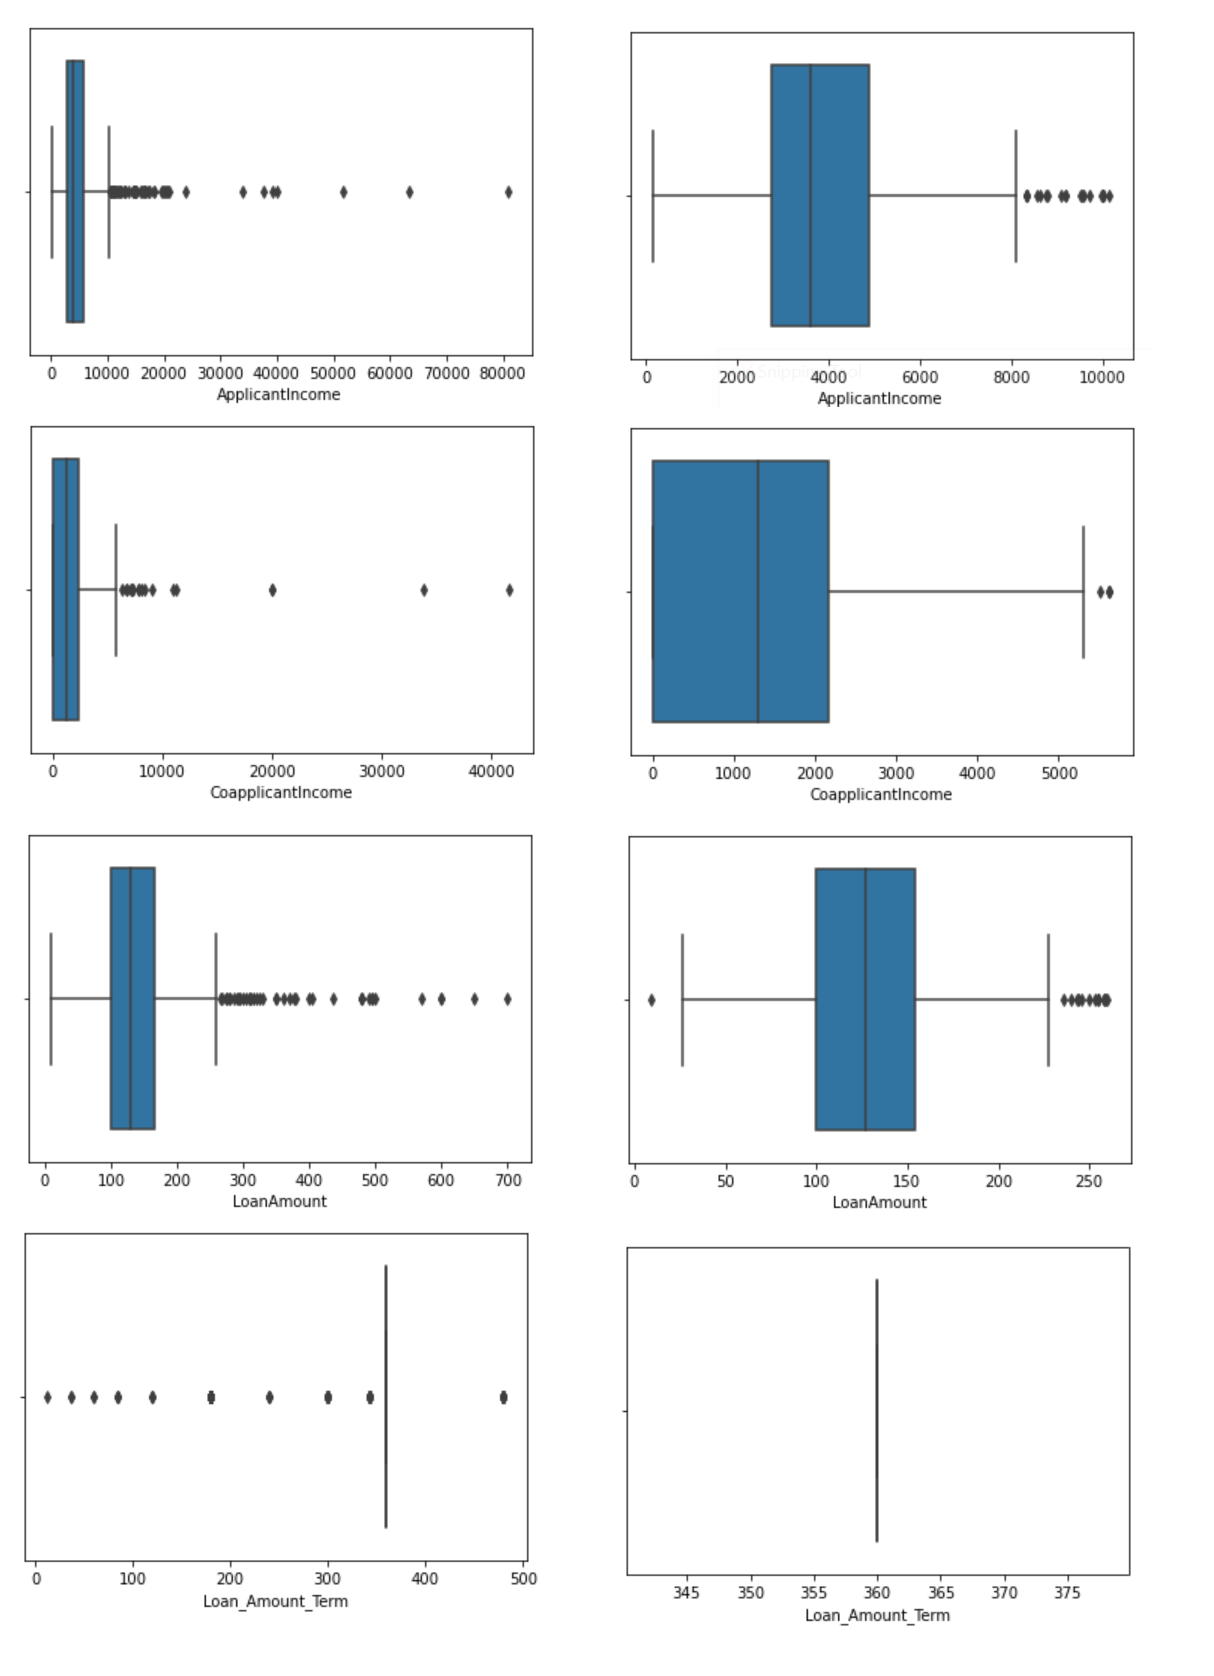 0 10000 20000 30000 40000 50000 60000 70000 80000
ApplicantIncome
0 2000 4000 6000 8000 10000
Snipping Tool
ApplicantIncome
0 10000 20000 30000 40000
CoapplicantIncome
0 1000 2000 3000 4000 5000
CoapplicantIncome
0 100 200 300 400 500 600 700
LoanAmount
0 50 100 150 200 250
LoanAmount
0 100 200 300 400 500
Loan_Amount_Term
345 350 355 360 365 370 375
Loan_Amount_Term